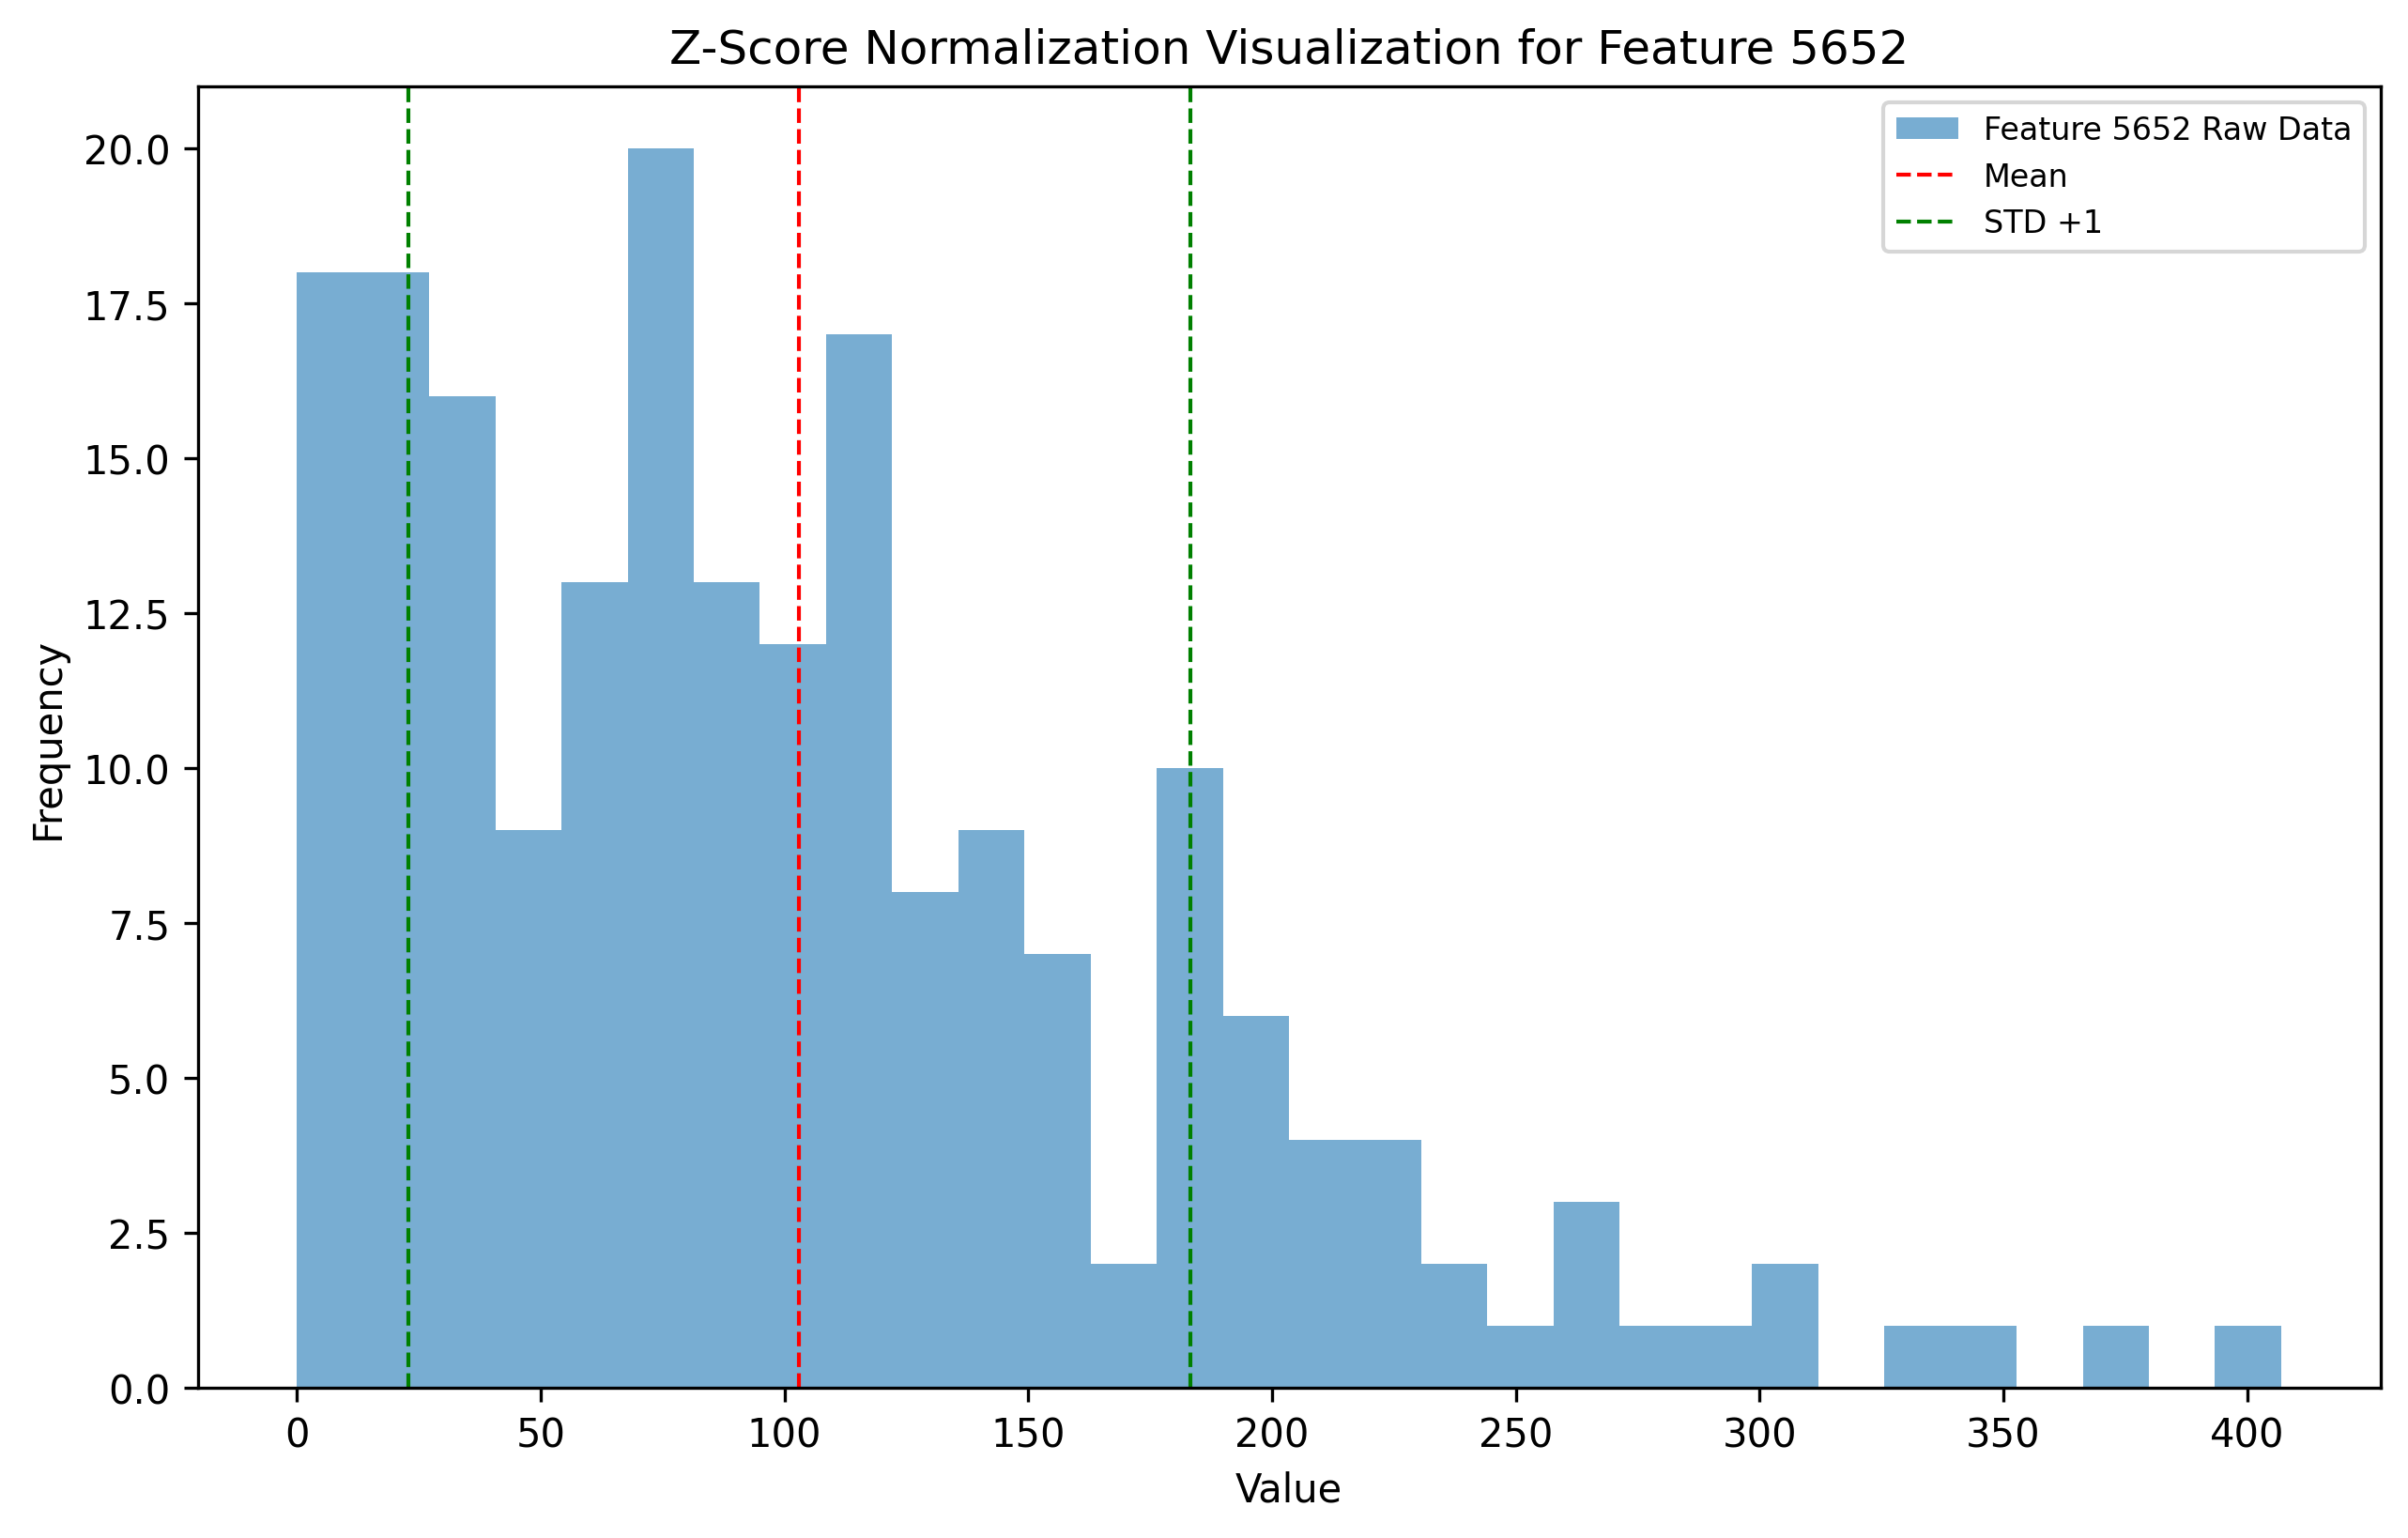 Z-Score Normalization Visualization for Feature 5652
Feature 5652 Raw Data
Mean
STD +1
Frequency
20.0
17.5
15.0
12.5
10.0
7.5
5.0
2.5
0.0
0 50 100 150 200 250 300 350 400
Value